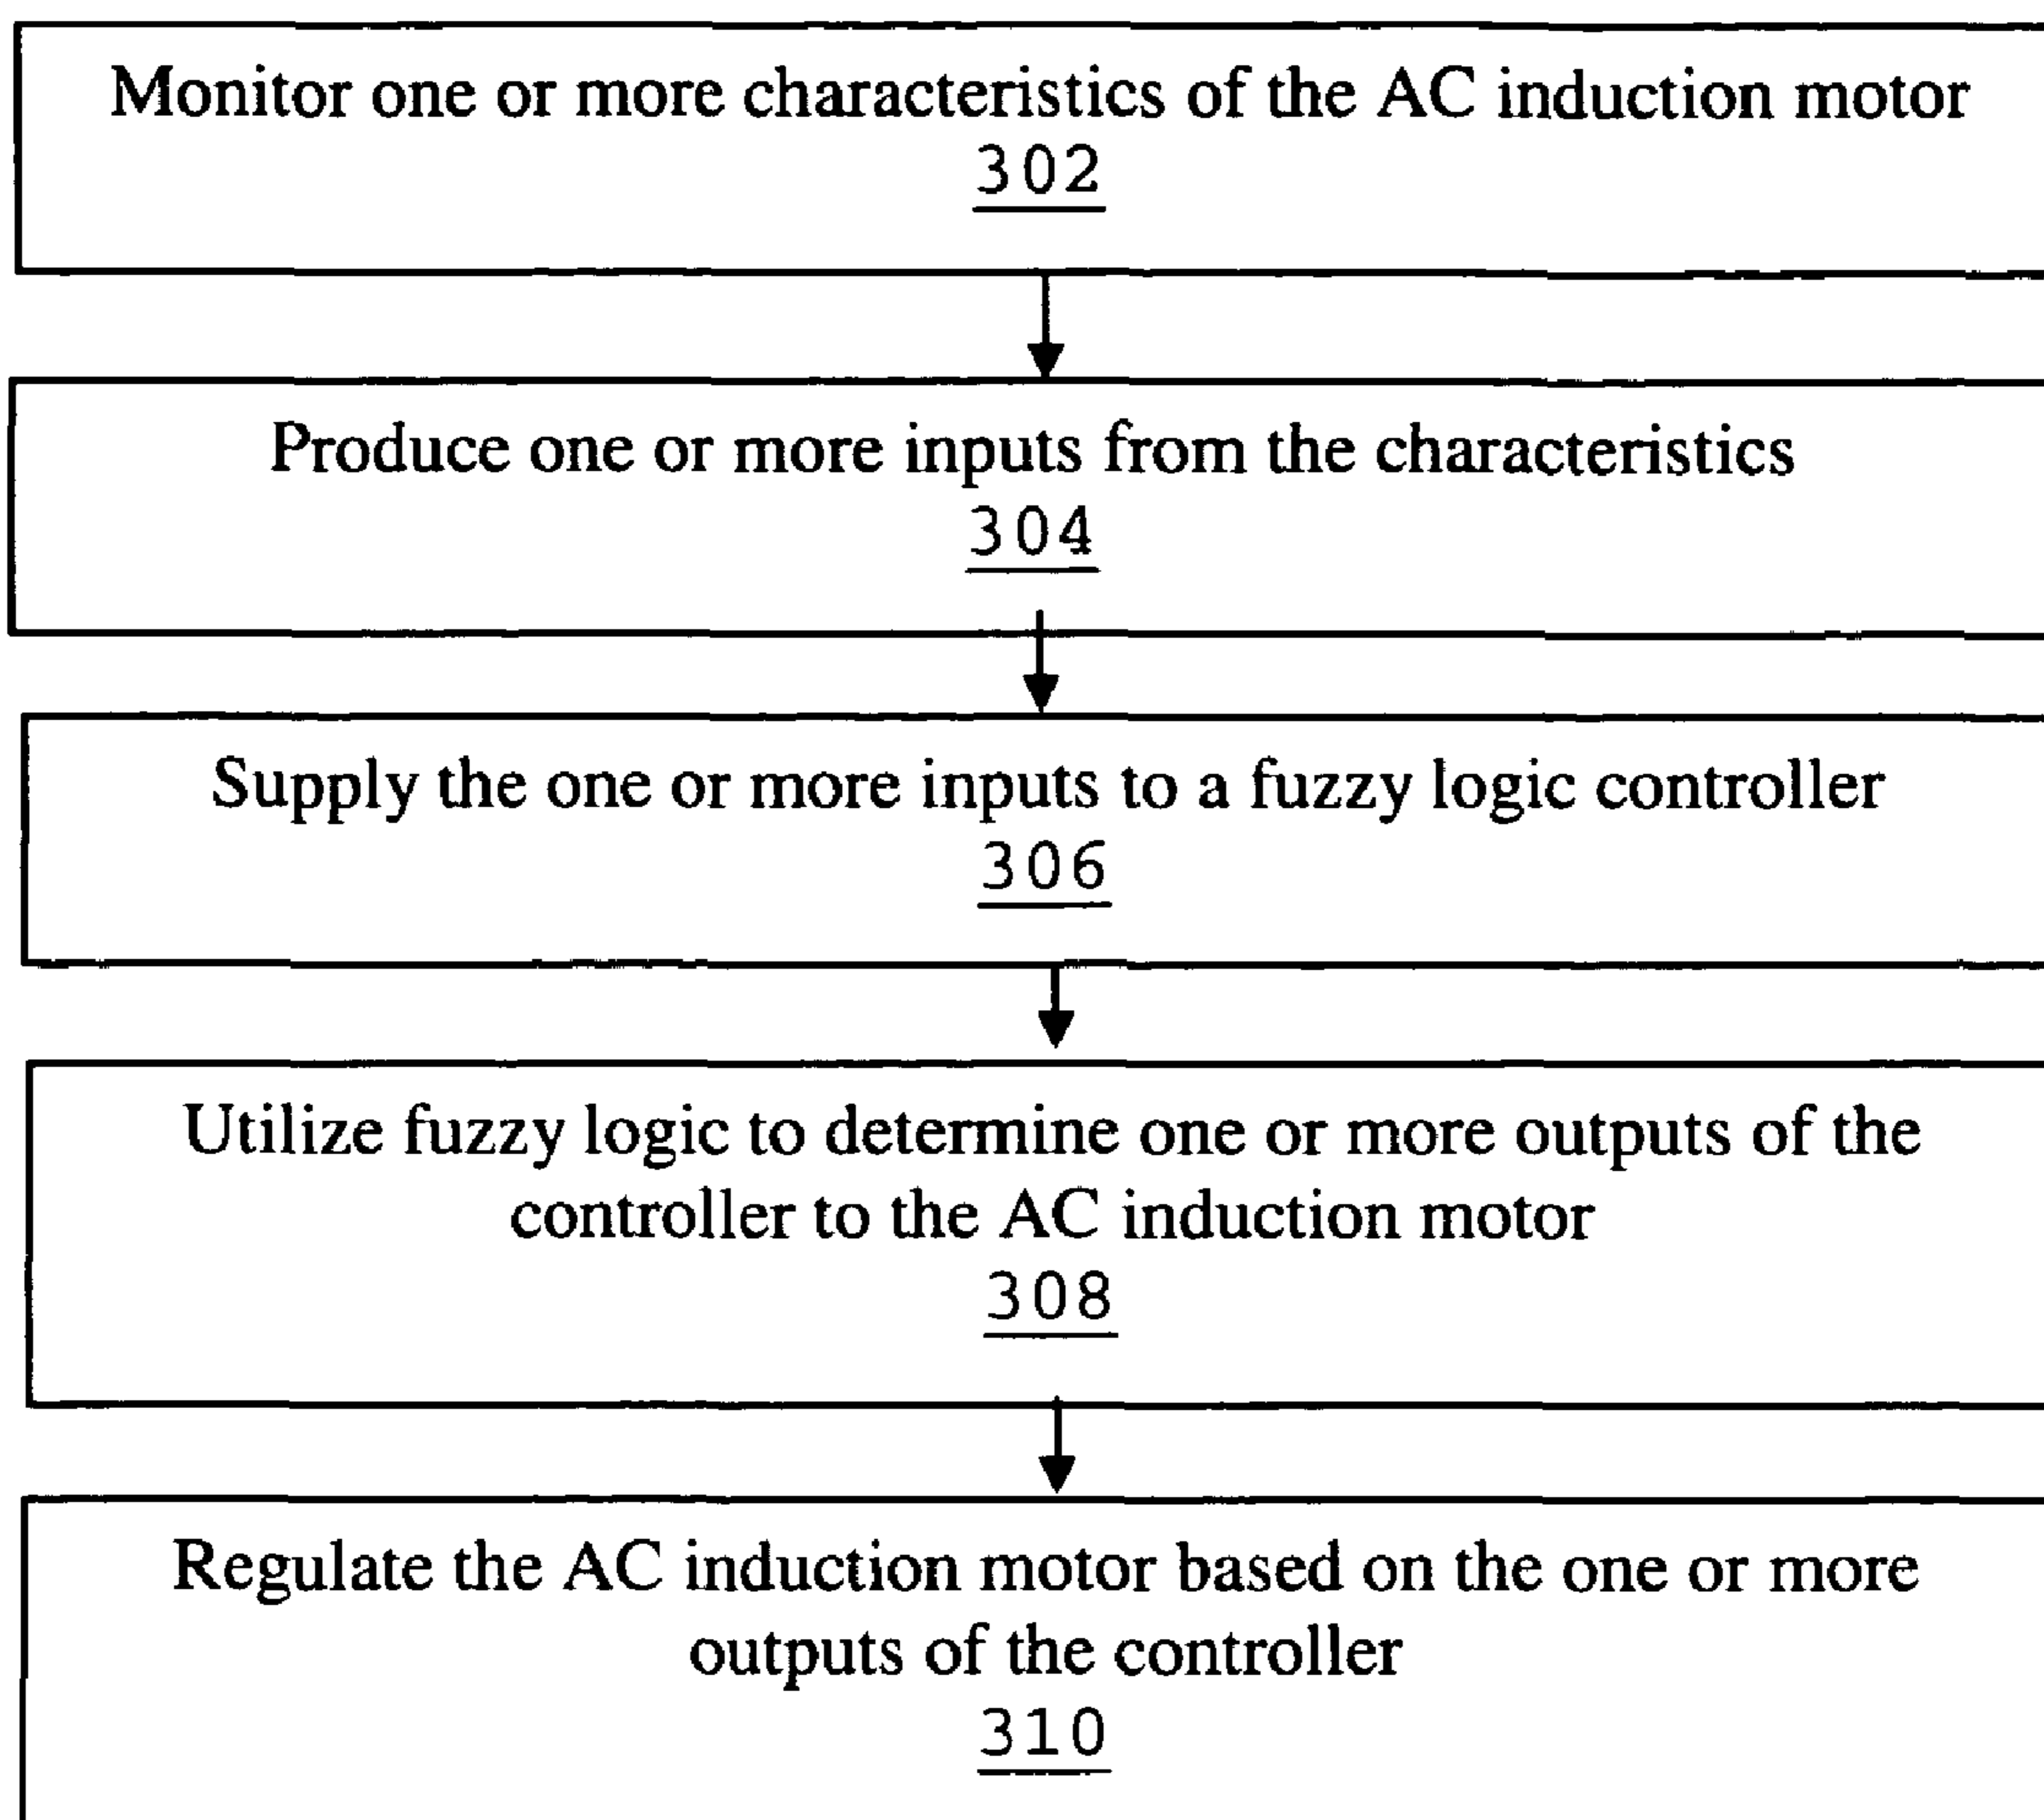 Monitor one or more characteristics of the AC induction motor
302
Produce one or more inputs from the characteristics
304
Supply the one or more inputs to a fuzzy logic controller
306
Utilize fuzzy logic to determine one or more outputs of the
controller to the AC induction motor
308
Regulate the AC induction motor based on the one or more
outputs of the controller
310